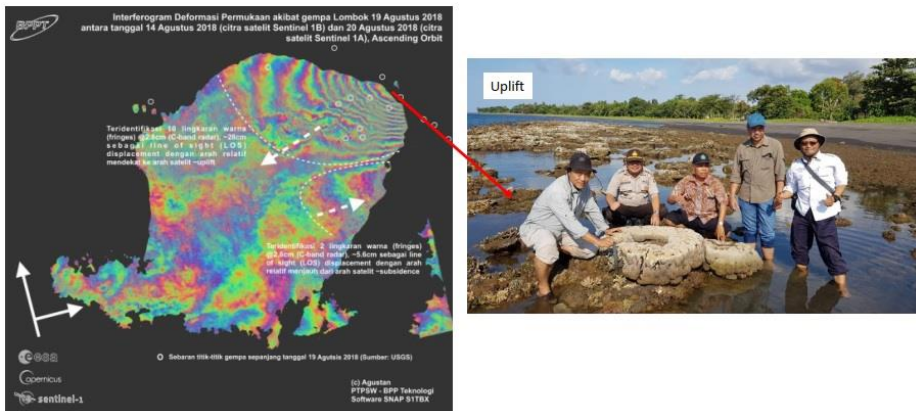 BPPT
Interferogram Deformasi Permukaan akibat gempa Lombok 19 Agustus 2018
antara tanggal 14 Agustus 2018 (citra satelit Sentinel 1B) dan 20 Agustus 2018 (citra
satelit Sentinel 1A), Ascending Orbit
Teridentifikasi lingkaran warna
(fringes) @2.8cm (C-band radar), ~28cm
sebagai line of sight (LOS)
displacement dengan arah relatif
mendekat ke arah satelit ~uplift
Teridentifikasi 2 lingkaran warna (fringes)
@2.8cm (C-band radar), ~5.6cm sebagai line
of sight (LOS) displacement dengan arah
relatif menjauh dari arah satelit ~subsidence
Sebaran titik-titik gempa sepanjang tanggal 19 Agutsis 2018 (Sumber: USGS)
esa
Copernicus
sentinel-1
(c) Agustan
PTPSW - BPP Teknologi
Software SNAP S1TBX
Uplift